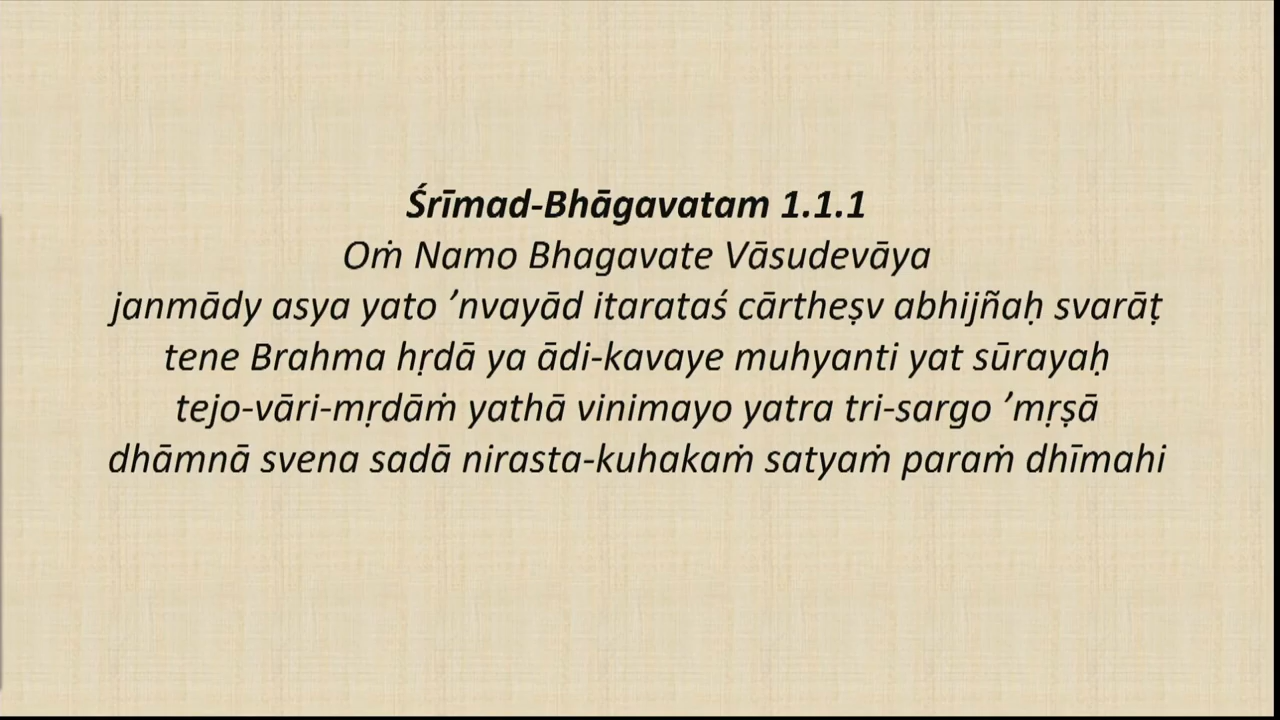 Śrīmad-Bhāgavatam 1.1.1
Oṁ Namo Bhagavate Vāsudevāya
janmādy asya yato ’nvayād itarataś cārtheṣv abhijñaḥ svarāṭ
tene Brahma hṛdā ya ādi-kavaye muhyanti yat sūrayaḥ
tejo-vāri-mṛdāṁ yathā vinimayo yatra tri-sargo ’mṛṣā
dhāmnā svena sadā nirasta-kuhakaṁ satyaṁ paraṁ dhīmahi